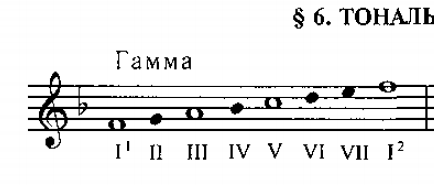 § 6. ТОНАЛЬ
Гамма
I¹ II III IV V VI VII I²